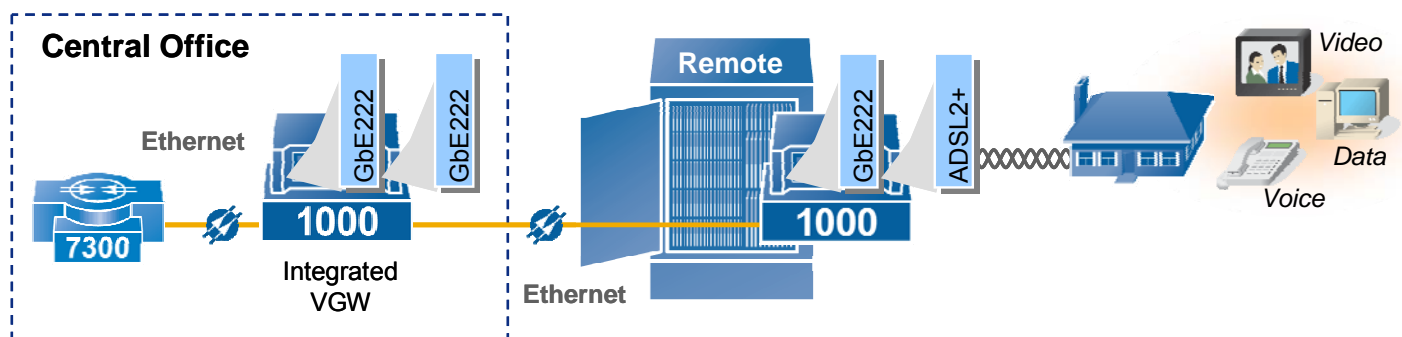 Central Office
Ethernet
7300
GbE222
GbE222
1000
Integrated
VGW
Ethernet
Remote
GbE222
ADSL2+
1000
Video
Data
Voice